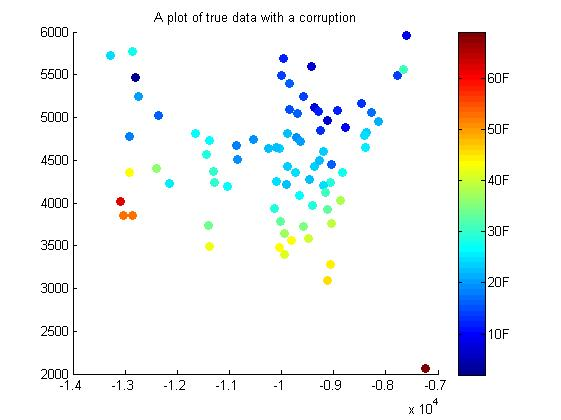 A plot of true data with a corruption
6000
5500
5000
4500
4000
3500
3000
2500
2000
-1.4 -1.3 -1.2 -1.1 -1 -0.9 -0.8 -0.7
x 10^4
60F
50F
40F
30F
20F
10F